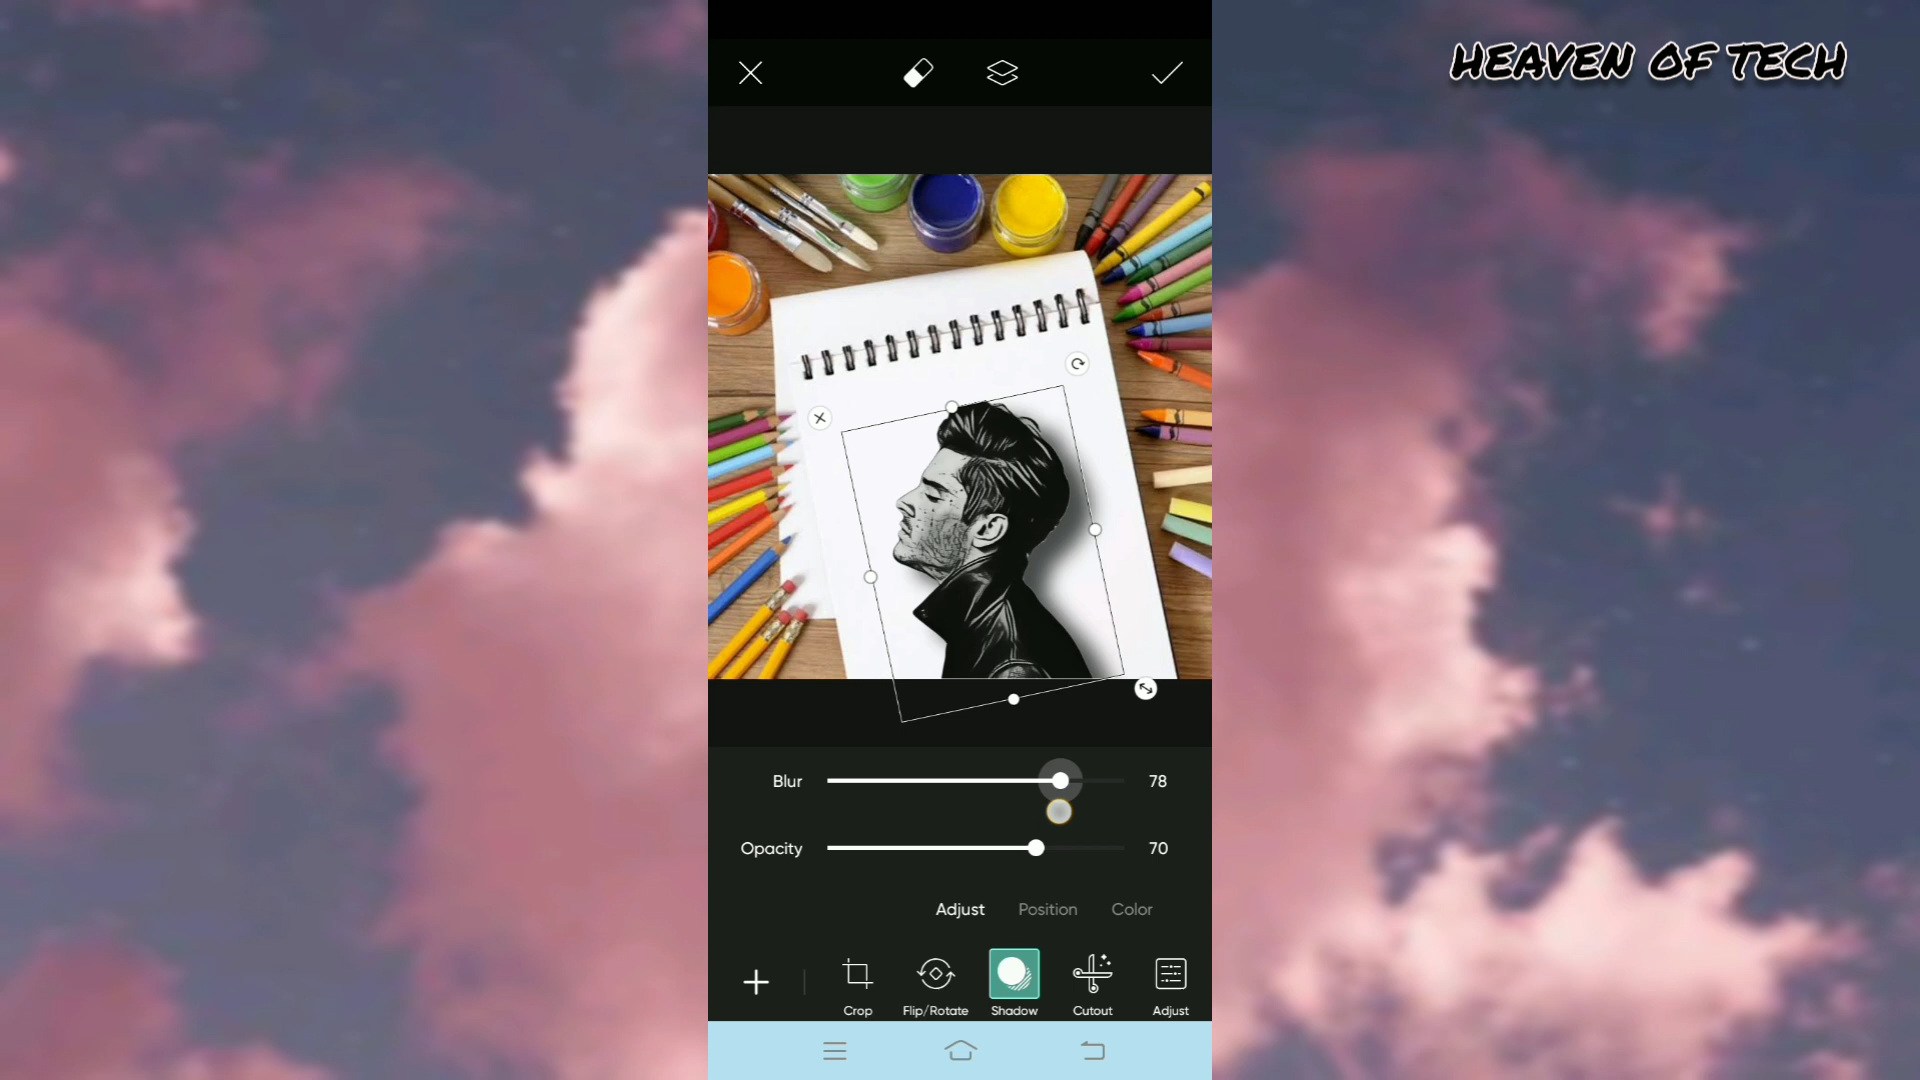 HEAVEN OF TECH
Blur 78
Opacity 70
Adjust Position Color
Crop Flip/Rotate Shadow Cutout Adjust